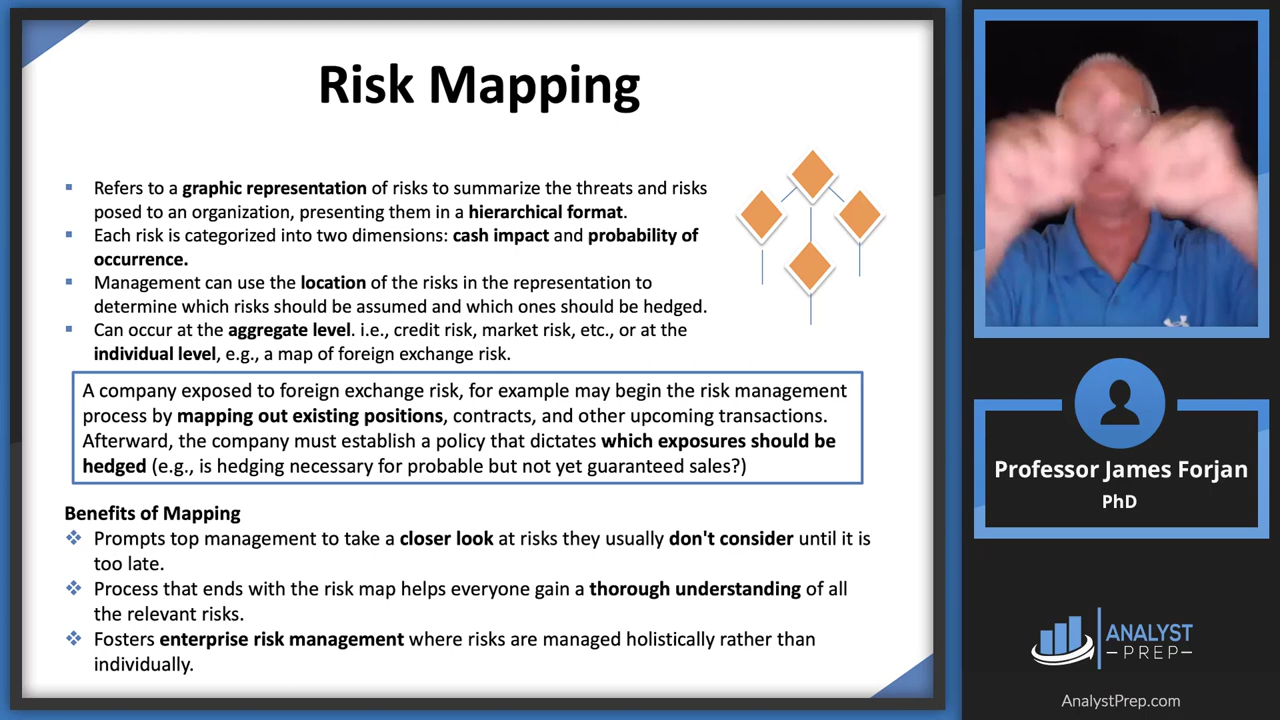 Risk Mapping
▪ Refers to a graphic representation of risks to summarize the threats and risks
posed to an organization, presenting them in a hierarchical format.
▪ Each risk is categorized into two dimensions: cash impact and probability of
occurrence.
▪ Management can use the location of the risks in the representation to
determine which risks should be assumed and which ones should be hedged.
▪ Can occur at the aggregate level. i.e., credit risk, market risk, etc., or at the
individual level, e.g., a map of foreign exchange risk.
A company exposed to foreign exchange risk, for example may begin the risk management
process by mapping out existing positions, contracts, and other upcoming transactions.
Afterward, the company must establish a policy that dictates which exposures should be
hedged (e.g., is hedging necessary for probable but not yet guaranteed sales?)
Benefits of Mapping
❖ Prompts top management to take a closer look at risks they usually don't consider until it is
too late.
❖ Process that ends with the risk map helps everyone gain a thorough understanding of all
the relevant risks.
❖ Fosters enterprise risk management where risks are managed holistically rather than
individually.
Professor James Forjan
PhD
ANALYST
PREP
AnalystPrep.com